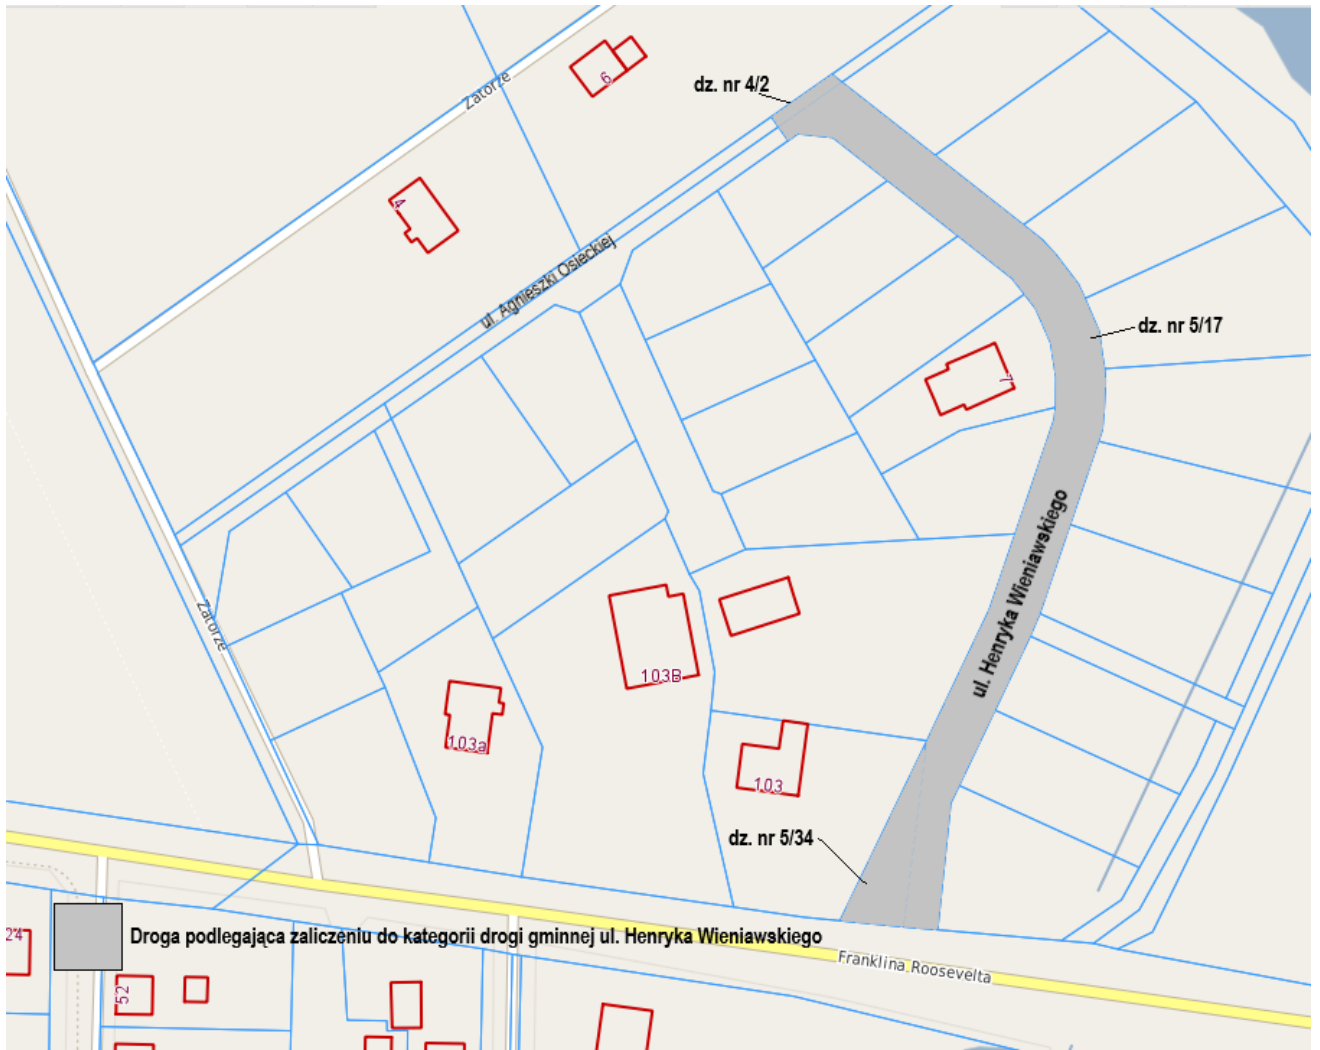 Zatorze
6
dz. nr 4/2
4
ul. Agnieszki Osieckiej
dz. nr 5/17
7
ul. Henryka Wieniawskiego
Zatorze
103B
103a
103
dz. nr 5/34
24
Droga podlegająca zaliczeniu do kategorii drogi gminnej ul. Henryka Wieniawskiego
Franklina Roosevelta
52